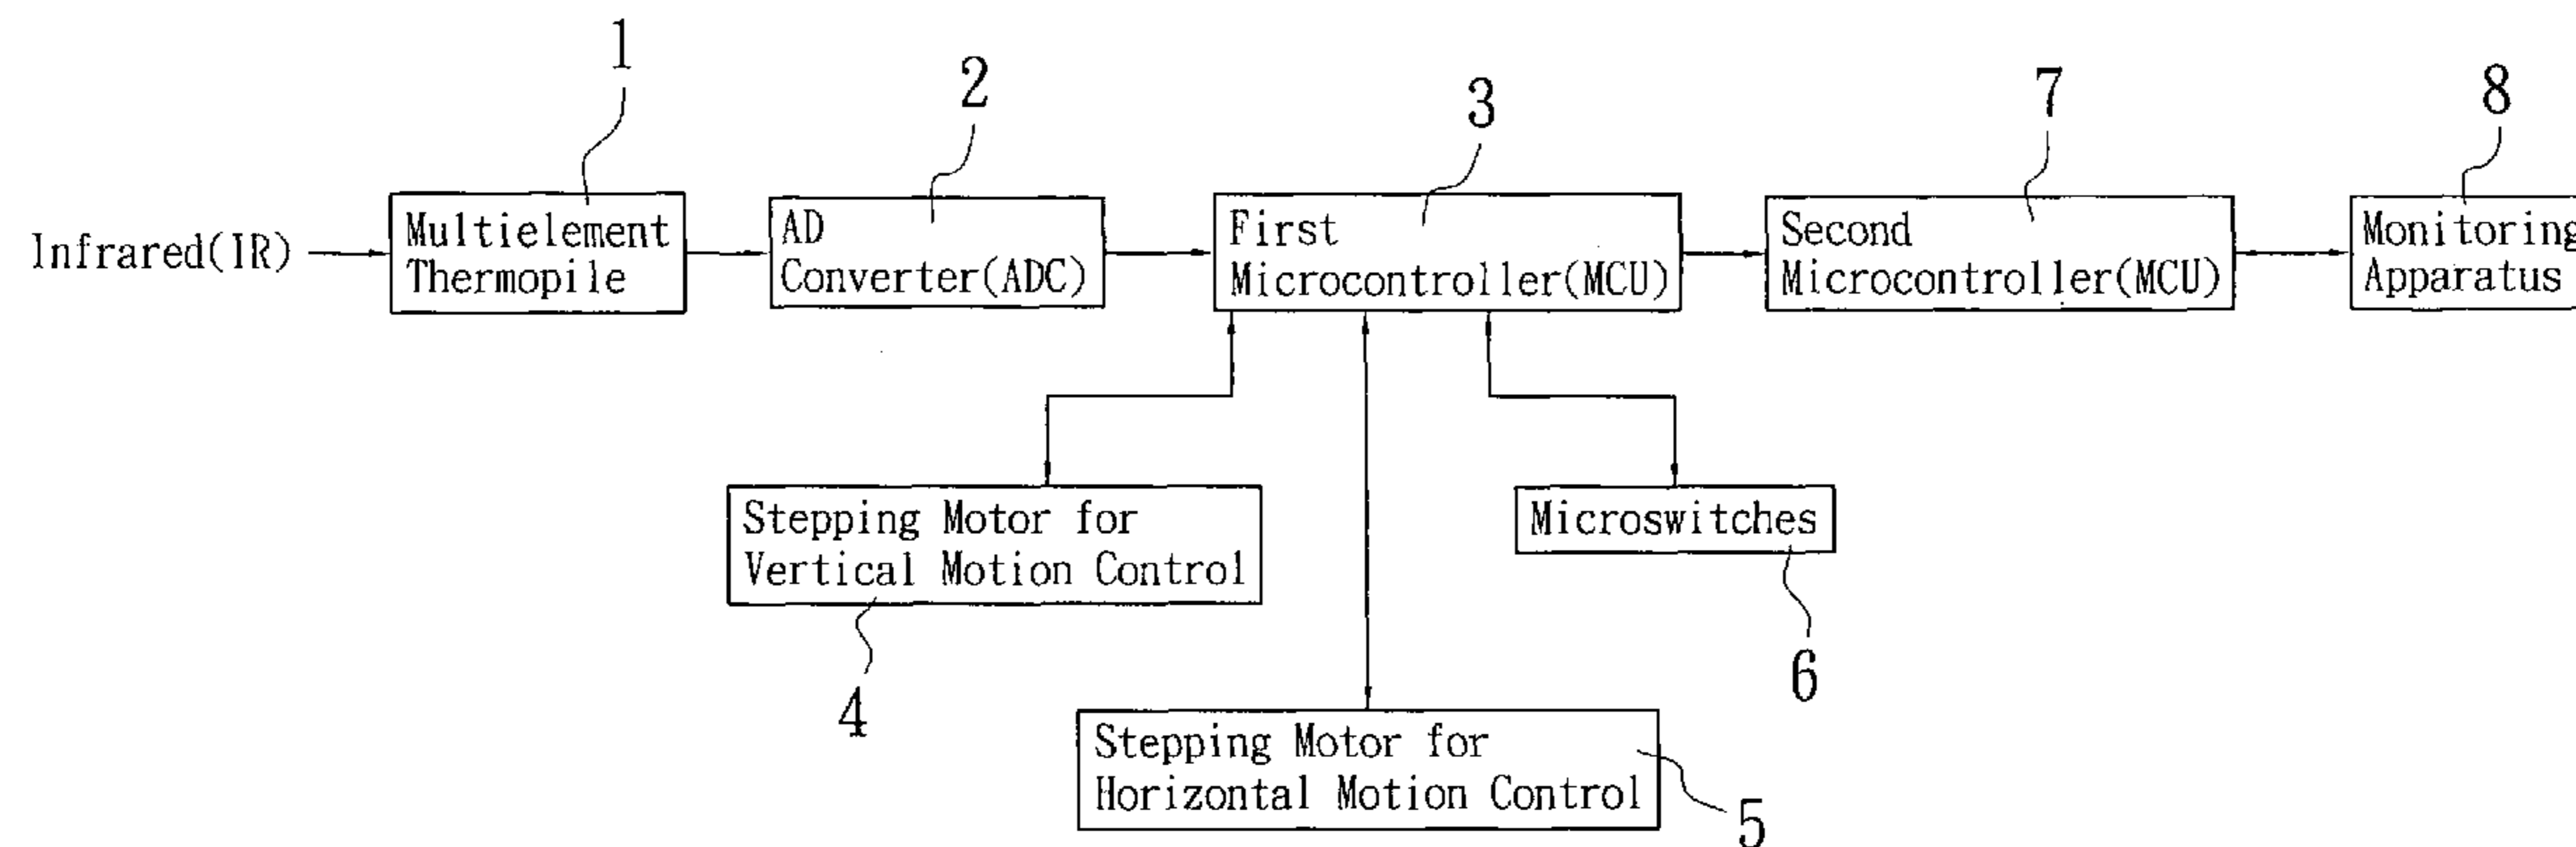 1
2
3
7
8
Infrared(IR)
Multielement
Thermopile
AD
Converter(ADC)
First
Microcontroller(MCU)
Second
Microcontroller(MCU)
Monitoring
Apparatus
Stepping Motor for
Vertical Motion Control
Microswitches
4
6
Stepping Motor for
Horizontal Motion Control
5